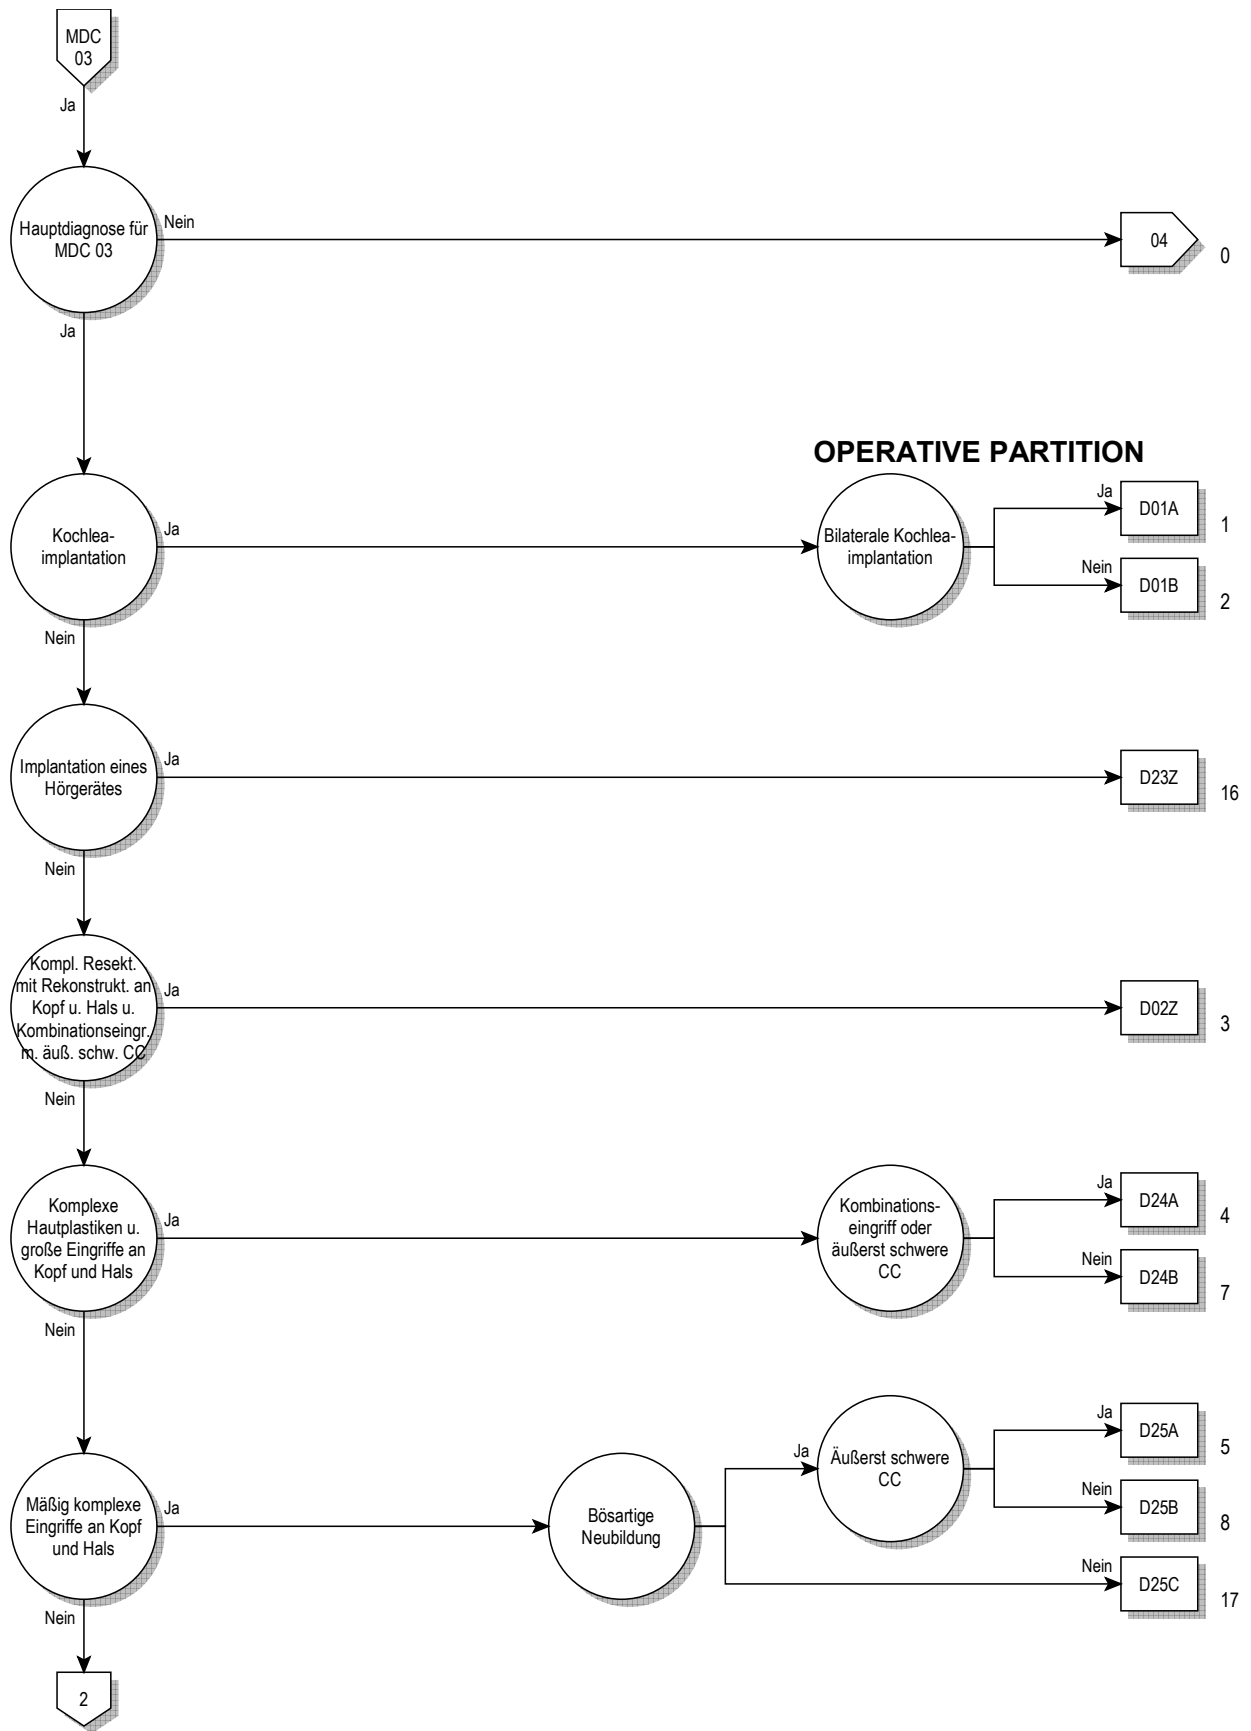 MDC
03
Ja
Hauptdiagnose für
MDC 03
Nein
04
0
Ja
OPERATIVE PARTITION
Kochlea-
implantation
Ja
Bilaterale Kochlea-
implantation
Ja
D01A
1
Nein
D01B
2
Nein
Implantation eines
Hörgerätes
Ja
D23Z
16
Nein
Kompl. Resekt.
mit Rekonstrukt. an
Kopf u. Hals u.
Kombinationseingr.
m. äuß. schw. CC
Ja
D02Z
3
Nein
Komplexe
Hautplastiken u.
große Eingriffe an
Kopf und Hals
Ja
Kombinations-
eingriff oder
äußerst schwere
CC
Ja
D24A
4
Nein
D24B
7
Nein
Mäßig komplexe
Eingriffe an Kopf
und Hals
Ja
Bösartige
Neubildung
Ja
Äußerst schwere
CC
Ja
D25A
5
Nein
D25B
8
Nein
D25C
17
Nein
2